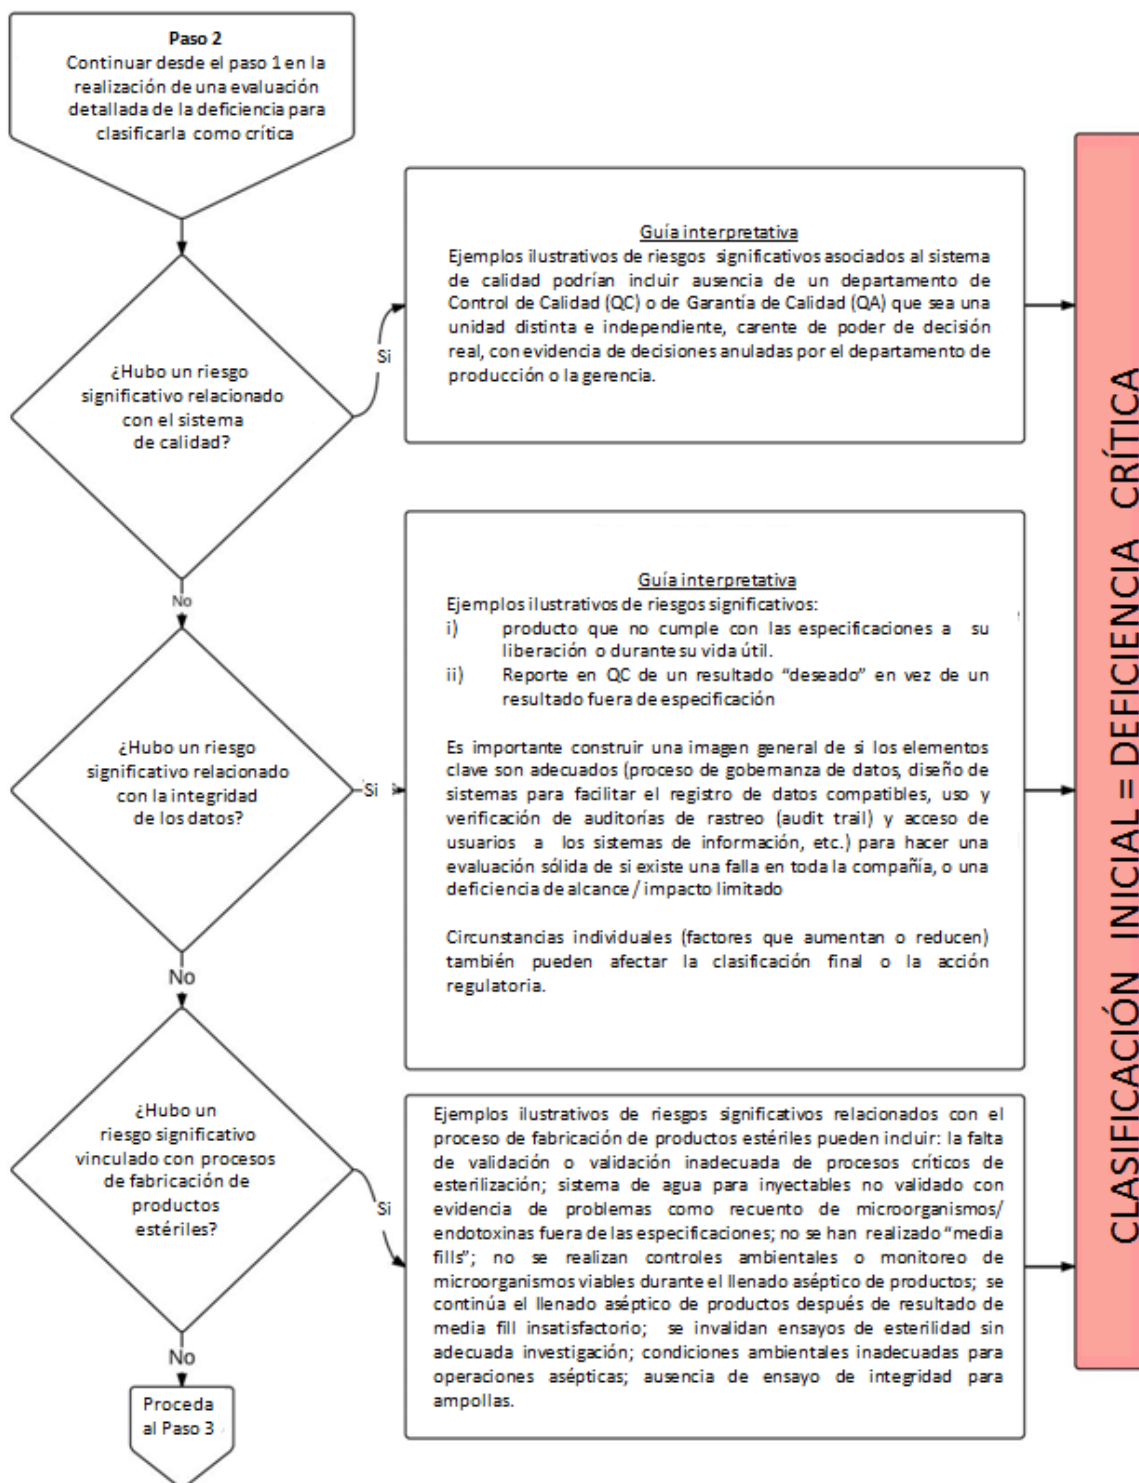 Paso 2
Continuar desde el paso 1 en la
realización de una evaluación
detallada de la deficiencia para
clasificarla como crítica
¿Hubo un riesgo
significativo relacionado
con el sistema
de calidad?
Si
Guía interpretativa
Ejemplos ilustrativos de riesgos significativos asociados al sistema
de calidad podrían incluir ausencia de un departamento de
Control de Calidad (QC) o de Garantía de Calidad (QA) que sea una
unidad distinta e independiente, carente de poder de decisión
real, con evidencia de decisiones anuladas por el departamento de
producción o la gerencia.
No
¿Hubo un riesgo
significativo relacionado
con la integridad
de los datos?
Si
Guía interpretativa
Ejemplos ilustrativos de riesgos significativos:
i) producto que no cumple con las especificaciones a su
liberación o durante su vida útil.
ii) Reporte en QC de un resultado “deseado” en vez de un
resultado fuera de especificación
Es importante construir una imagen general de si los elementos
clave son adecuados (proceso de gobernanza de datos, diseño de
sistemas para facilitar el registro de datos compatibles, uso y
verificación de auditorías de rastreo (audit trail) y acceso de
usuarios a los sistemas de información, etc.) para hacer una
evaluación sólida de si existe una falla en toda la compañía, o una
deficiencia de alcance / impacto limitado
Circunstancias individuales (factores que aumentan o reducen)
también pueden afectar la clasificación final o la acción
regulatoria.
No
¿Hubo un
riesgo significativo
vinculado con procesos
de fabricación de
productos
estériles?
Si
Ejemplos ilustrativos de riesgos significativos relacionados con el
proceso de fabricación de productos estériles pueden incluir: la falta
de validación o validación inadecuada de procesos críticos de
esterilización; sistema de agua para inyectables no validado con
evidencia de problemas como recuento de microorganismos/
endotoxinas fuera de las especificaciones; no se han realizado “media
fills”; no se realizan controles ambientales o monitoreo de
microorganismos viables durante el llenado aséptico de productos; se
continúa el llenado aséptico de productos después de resultado de
media fill insatisfactorio; se invalidan ensayos de esterilidad sin
adecuada investigación; condiciones ambientales inadecuadas para
operaciones asépticas; ausencia de ensayo de integridad para
ampollas.
No
Proceda
al Paso 3
CLASIFICACIÓN INICIAL = DEFICIENCIA CRÍTICA